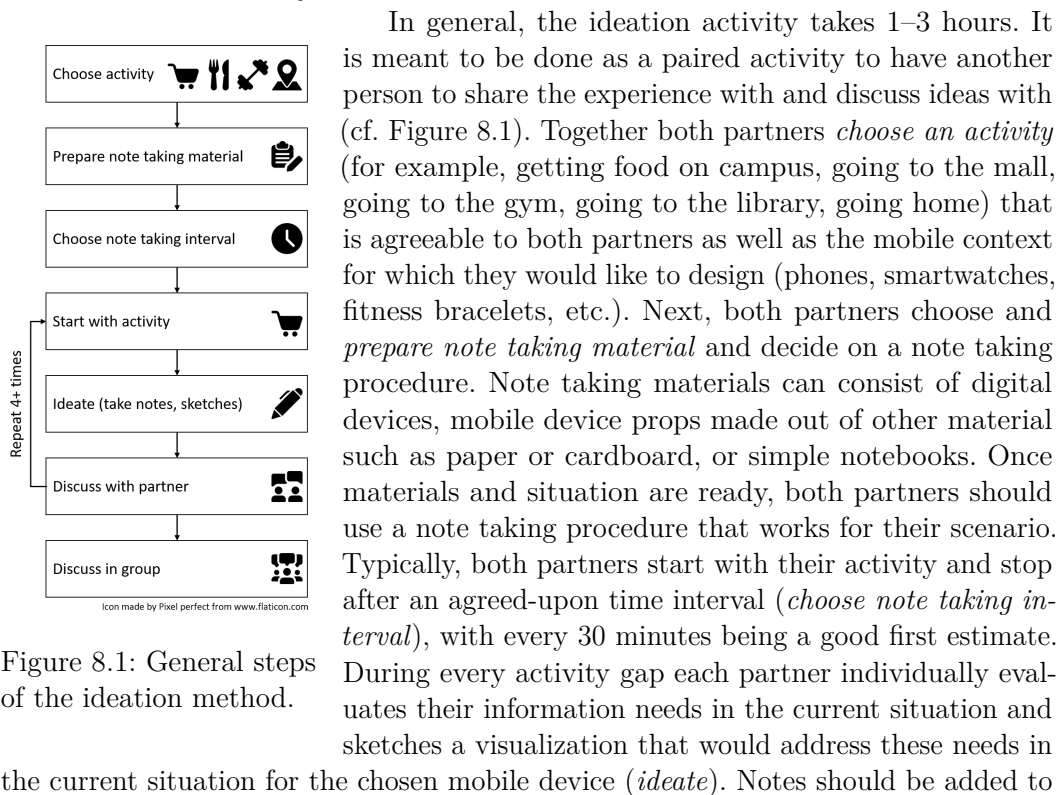 Choose activity
Prepare note taking material
Choose note taking interval
Start with activity
Ideate (take notes, sketches)
Discuss with partner
Discuss in group
Repeat 4+ times
Icon made by Pixel perfect from www.flaticon.com
Figure 8.1: General steps
of the ideation method.
In general, the ideation activity takes 1–3 hours. It
is meant to be done as a paired activity to have another
person to share the experience with and discuss ideas with
(cf. Figure 8.1). Together both partners choose an activity
(for example, getting food on campus, going to the mall,
going to the gym, going to the library, going home) that
is agreeable to both partners as well as the mobile context
for which they would like to design (phones, smartwatches,
fitness bracelets, etc.). Next, both partners choose and
prepare note taking material and decide on a note taking
procedure. Note taking materials can consist of digital
devices, mobile device props made out of other material
such as paper or cardboard, or simple notebooks. Once
materials and situation are ready, both partners should
use a note taking procedure that works for their scenario.
Typically, both partners start with their activity and stop
after an agreed-upon time interval (choose note taking in-
terval), with every 30 minutes being a good first estimate.
During every activity gap each partner individually eval-
uates their information needs in the current situation and
sketches a visualization that would address these needs in
the current situation for the chosen mobile device (ideate). Notes should be added to